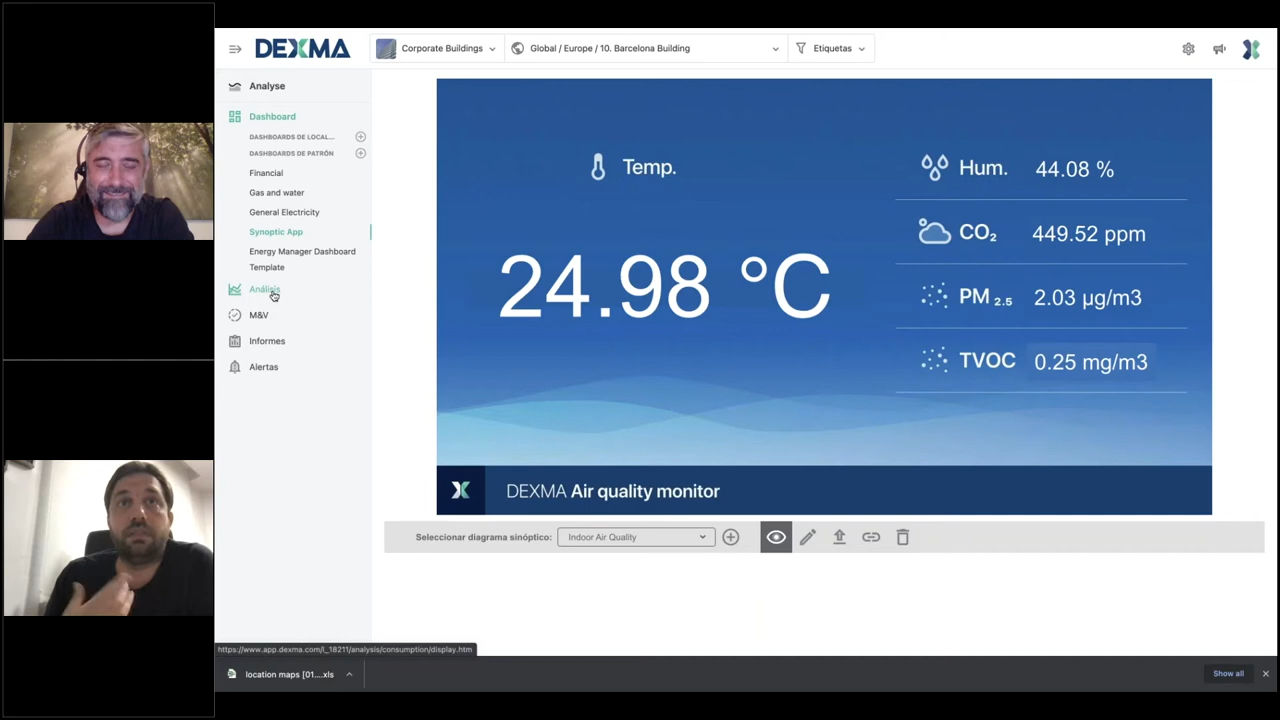 DEXMA
Corporate Buildings
Global / Europe / 10. Barcelona Building
Etiquetas
Analyse
Dashboard
DASHBOARDS DE LOCAL...
DASHBOARDS DE PATRÓN
Financial
Gas and water
General Electricity
Synoptic App
Energy Manager Dashboard
Template
Análisis
M&V
Informes
Alertas
Temp.
24.98 °C
Hum. 44.08 %
CO₂ 449.52 ppm
PM 2.5 2.03 µg/m3
TVOC 0.25 mg/m3
DEXMA Air quality monitor
Seleccionar diagrama sinóptico: Indoor Air Quality
https://www.app.dexma.com/l_18211/analysis/consumption/display.htm
location maps [01....xls
Show all